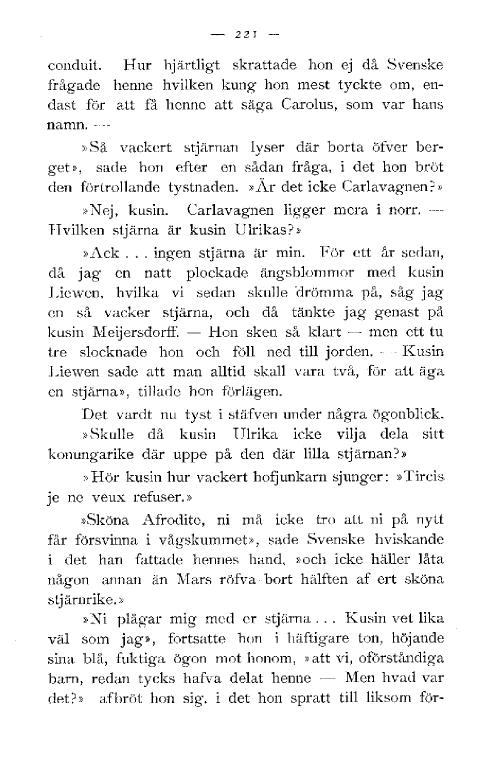 — 221 —
conduit. Hur hjärtligt skrattade hon ej då Svenske
frågade henne hvilken kung hon mest tyckte om, en-
dast för att få henne att säga Carolus, som var hans
namn. —
»Så vackert stjärnan lyser där borta öfver ber-
get», sade hon efter en sådan fråga, i det hon bröt
den förtrollande tystnaden. »Är det icke Carlavagnen?»
»Nej, kusin. Carlavagnen ligger mera i norr. —
Hvilken stjärna är kusin Ulrikas?»
»Ack . . . ingen stjärna är min. För ett år sedan,
då jag en natt plockade ängsblommor med kusin
Liewen, hvilka vi sedan skulle drömma på, såg jag
en så vacker stjärna, och då tänkte jag genast på
kusin Meijersdorff. — Hon sken så klart — men ett tu
tre slocknade hon och föll ned till jorden. — Kusin
Liewen sade att man alltid skall vara två, för att äga
en stjärna», tillade hon förlägen.
Det vardt nu tyst i stäfven under några ögonblick.
»Skulle då kusin Ulrika icke vilja dela sitt
konungarike där uppe på den där lilla stjärnan?»
»Hör kusin hur vackert hofjunkarn sjunger: »Tircis
je ne veux refuser.»
»Sköna Afrodite, ni må icke tro att ni på nytt
får försvinna i vågskummet», sade Svenske hviskande
i det han fattade hennes hand, »och icke häller låta
någon annan än Mars röfva bort hälften af ert sköna
stjärnrike.»
»Ni plågar mig med er stjärna . . . Kusin vet lika
väl som jag», fortsatte hon i häftigare ton, höjande
sina blå, fuktiga ögon mot honom, »att vi, oförståndiga
barn, redan tycks hafva delat henne — Men hvad var
det?» afbröt hon sig, i det hon spratt till liksom för-